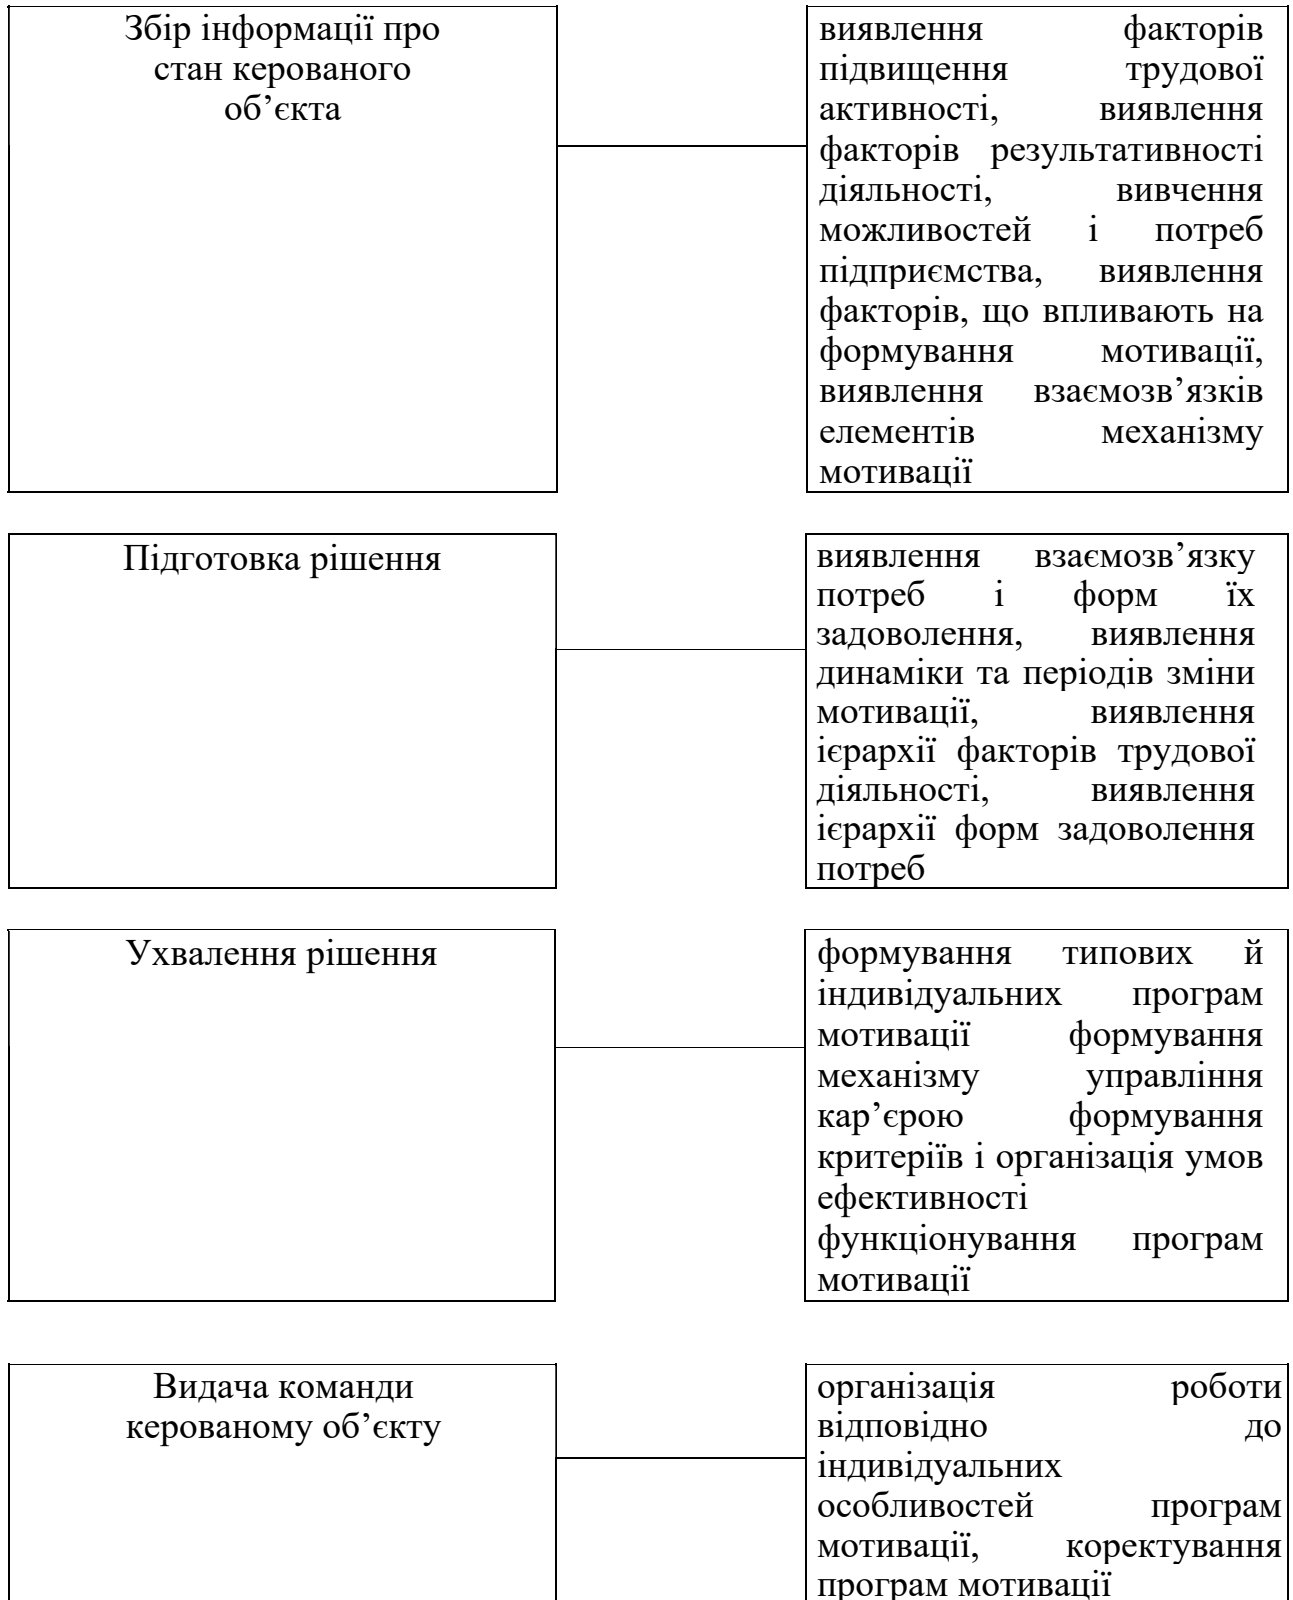 Збір інформації про
стан керованого
об’єкта
виявлення факторів
підвищення трудової
активності, виявлення
факторів результативності
діяльності, вивчення
можливостей і потреб
підприємства, виявлення
факторів, що впливають на
формування мотивації,
виявлення взаємозв’язків
елементів механізму
мотивації
Підготовка рішення
виявлення взаємозв’язку
потреб і форм їх
задоволення, виявлення
динаміки та періодів зміни
мотивації, виявлення
ієрархії факторів трудової
діяльності, виявлення
ієрархії форм задоволення
потреб
Ухвалення рішення
формування типових й
індивідуальних програм
мотивації формування
механізму управління
кар’єрою формування
критеріїв і організація умов
ефективності
функціонування програм
мотивації
Видача команди
керованому об’єкту
організація роботи
відповідно до
індивідуальних
особливостей програм
мотивації, коректування
програм мотивації